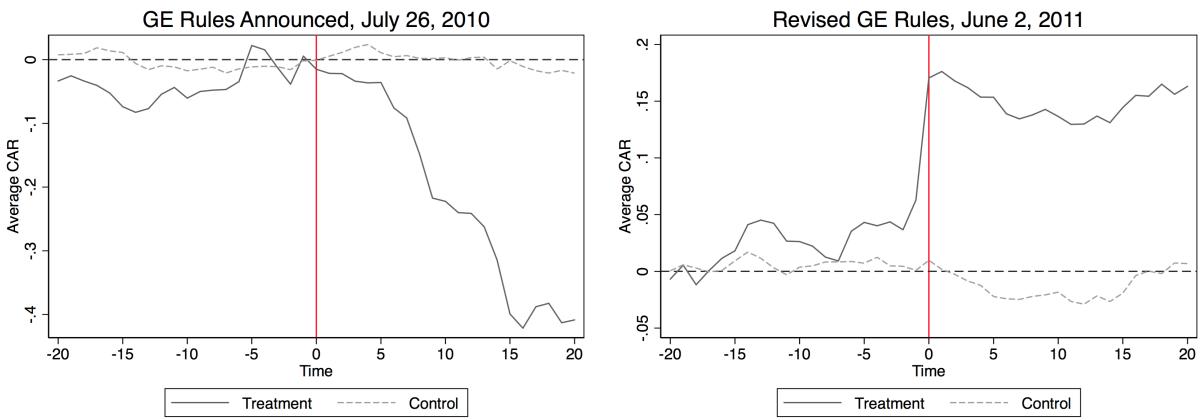 GE Rules Announced, July 26, 2010
Average CAR
0
-.1
-.2
-.3
-.4
-20 -15 -10 -5 0 5 10 15 20
Time
Treatment Control
Revised GE Rules, June 2, 2011
Average CAR
.2
.15
.1
.05
0
-.05
-20 -15 -10 -5 0 5 10 15 20
Time
Treatment Control